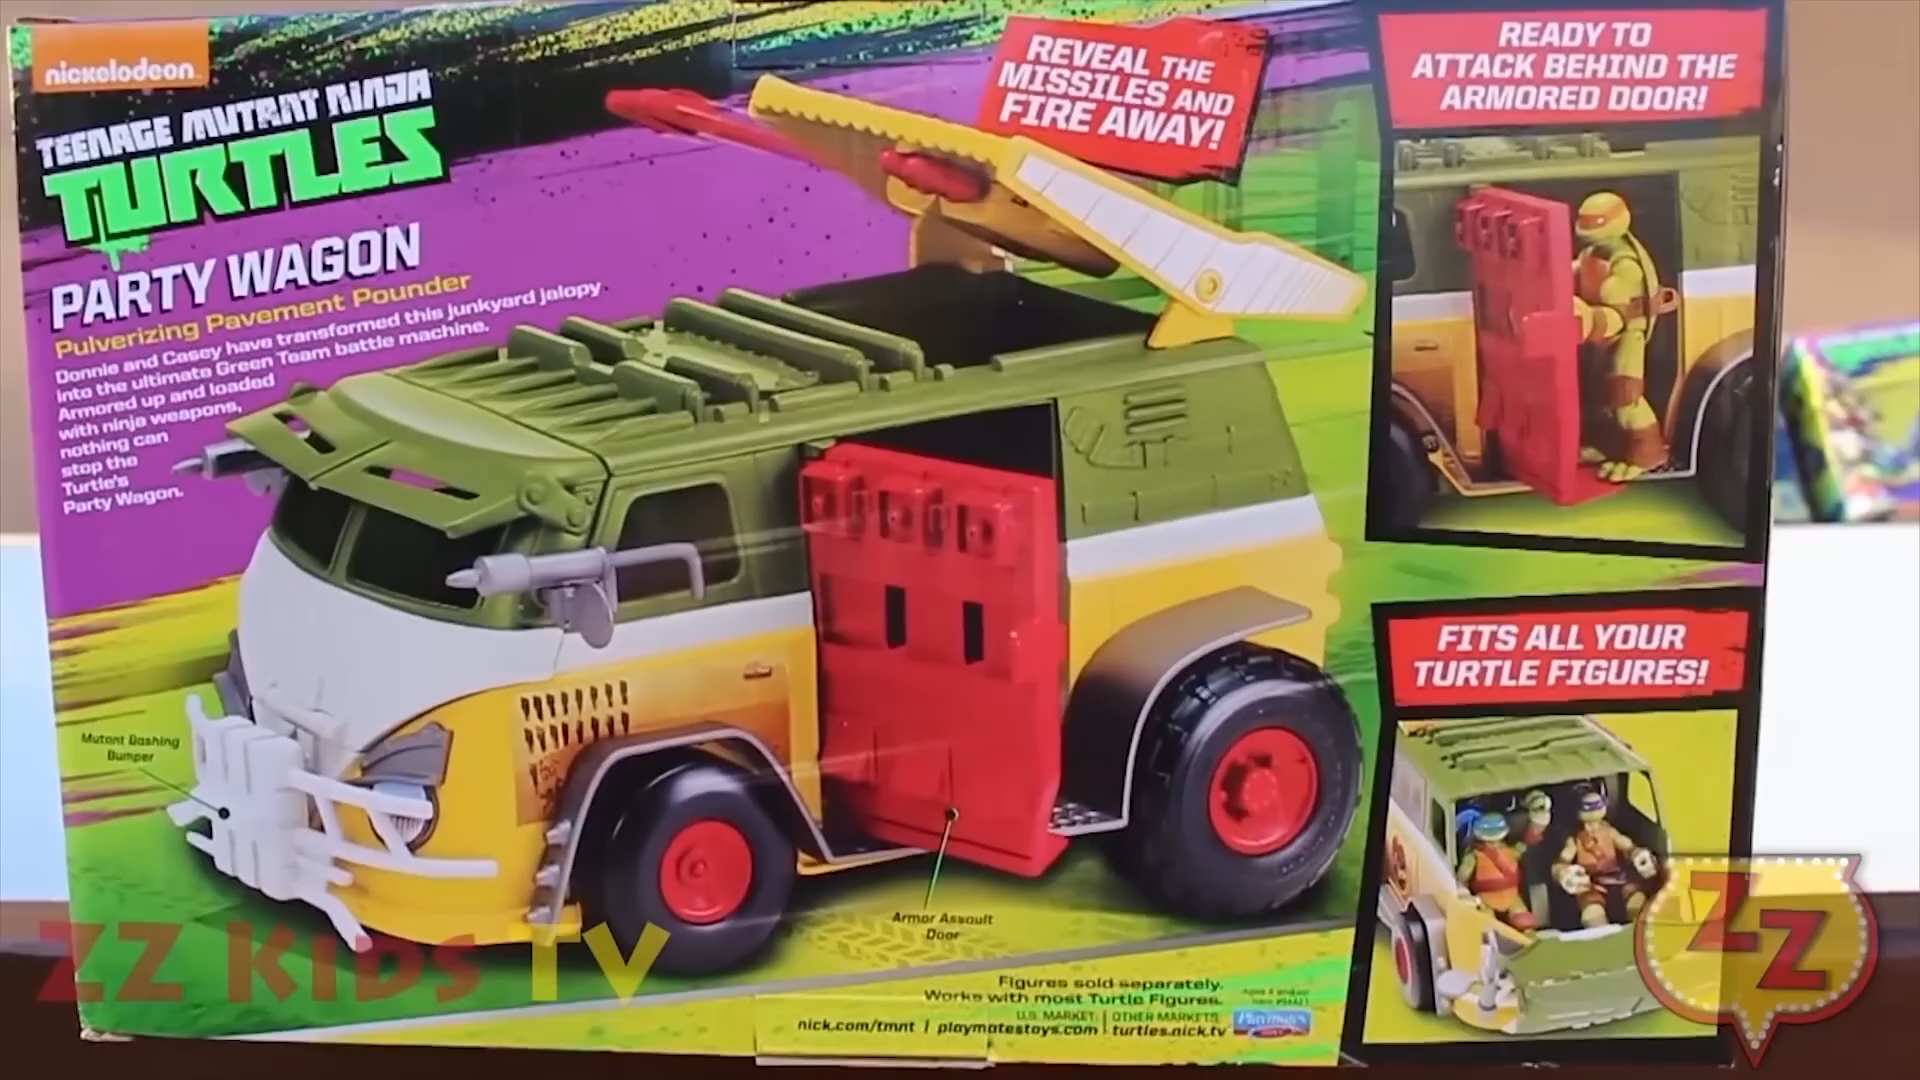 nickelodeon
TEENAGE MUTANT NINJA
TURTLES
PARTY WAGON
Pulverizing Pavement Pounder
Donnie and Casey have transformed this junkyard jalopy
into the ultimate Green Team battle machine.
Armored up and loaded
with ninja weapons,
nothing can
stop the
Turtle's
Party Wagon.
REVEAL THE
MISSILES AND
FIRE AWAY!
READY TO
ATTACK BEHIND THE
ARMORED DOOR!
FITS ALL YOUR
TURTLE FIGURES!
Mutant Bashing
Bumper
Armor Assault
Door
Figures sold separately.
Works with most Turtle Figures.
U.S. MARKET: | OTHER MARKETS:
nick.com/tmnt | playmatestoys.com | turtles.nick.tv
Playmates
ZZ KIDS TV
ZZ